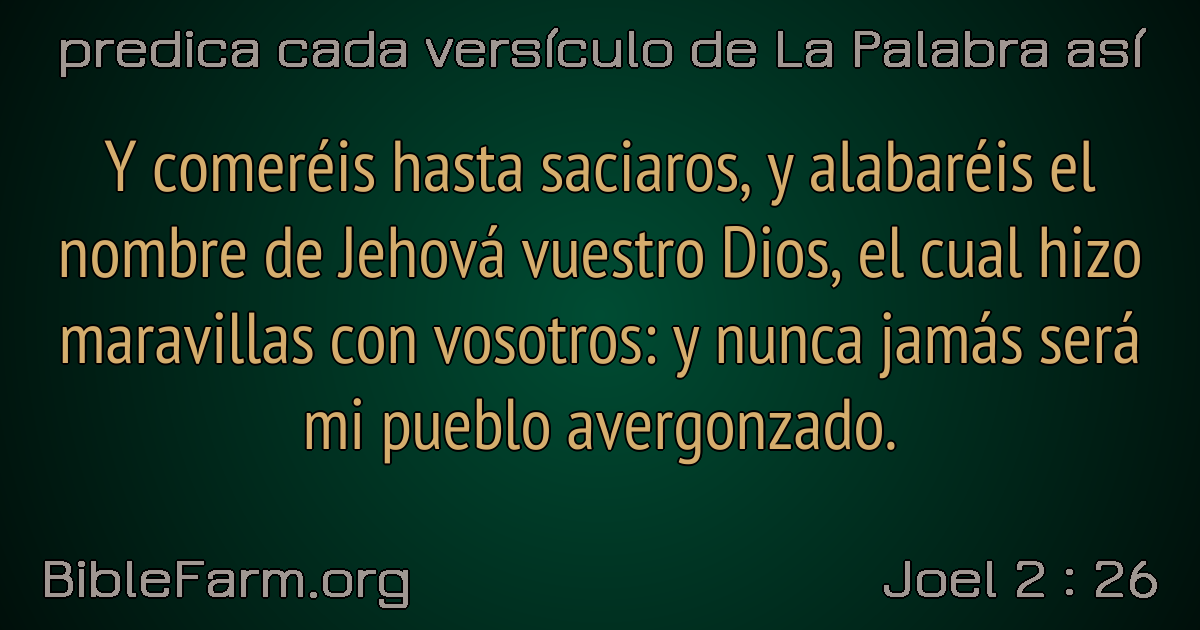 predica cada versículo de La Palabra así
Y comeréis hasta saciaros, y alabaréis el
nombre de Jehová vuestro Dios, el cual hizo
maravillas con vosotros: y nunca jamás será
mi pueblo avergonzado.
BibleFarm.org
Joel 2 : 26